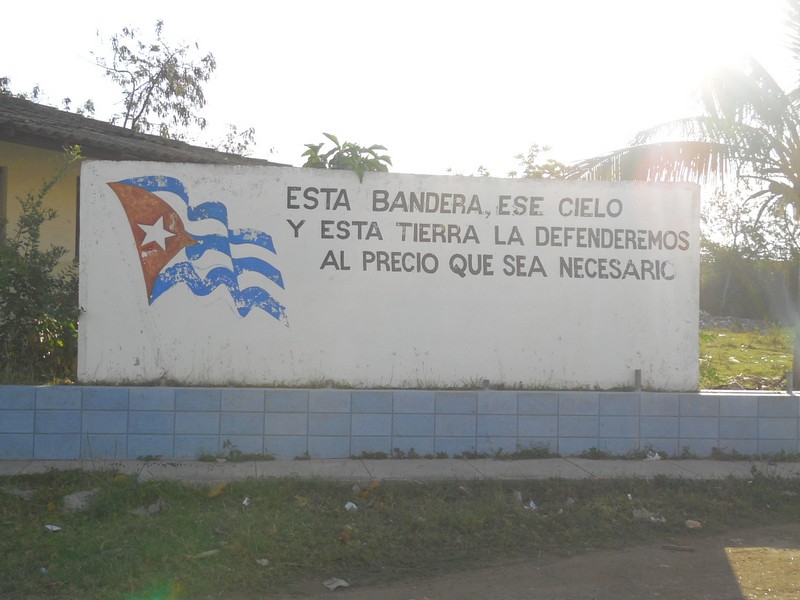 ESTA BANDERA, ESE CIELO
Y ESTA TIERRA LA DEFENDEREMOS
AL PRECIO QUE SEA NECESARIO